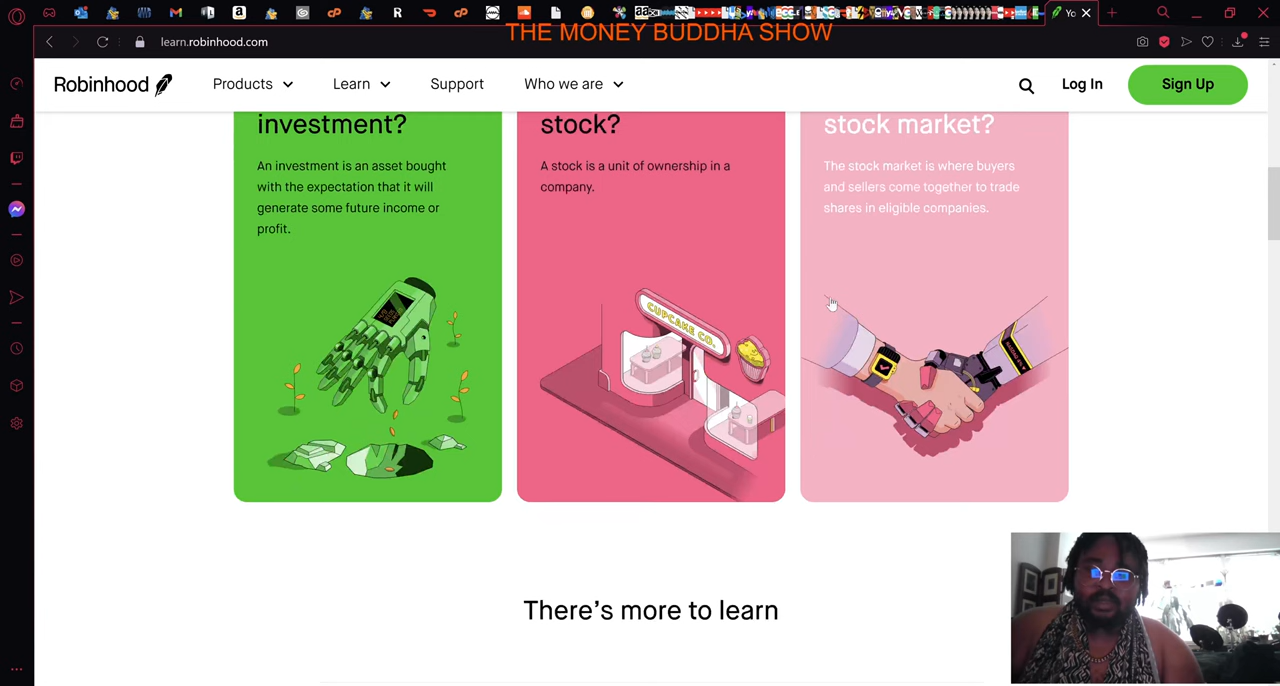 Yo
THE MONEY BUDDHA SHOW
learn.robinhood.com
Robinhood
Products
Learn
Support
Who we are
Log In
Sign Up
investment?
An investment is an asset bought
with the expectation that it will
generate some future income or
profit.
stock?
A stock is a unit of ownership in a
company.
CUPCAKE CO.
stock market?
The stock market is where buyers
and sellers come together to trade
shares in eligible companies.
There's more to learn